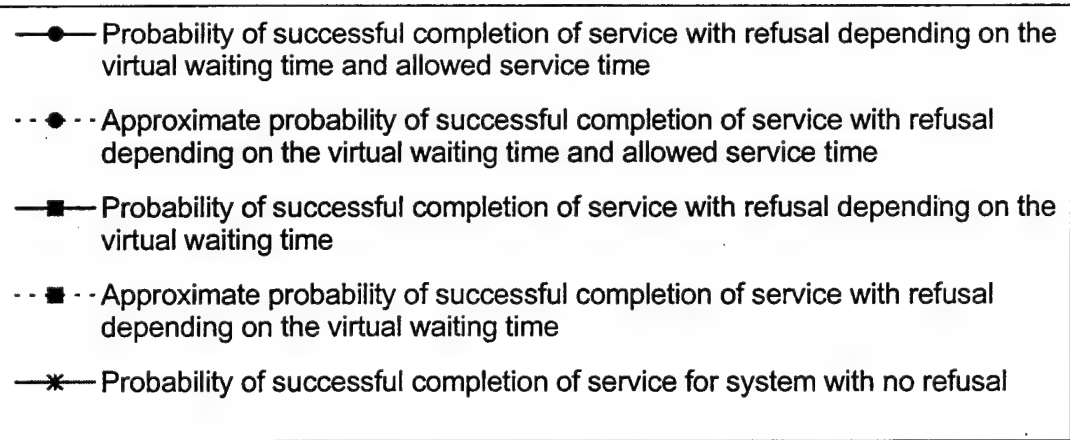 Probability of successful completion of service with refusal depending on the
virtual waiting time and allowed service time
Approximate probability of successful completion of service with refusal
depending on the virtual waiting time and allowed service time
Probability of successful completion of service with refusal depending on the
virtual waiting time
Approximate probability of successful completion of service with refusal
depending on the virtual waiting time
Probability of successful completion of service for system with no refusal